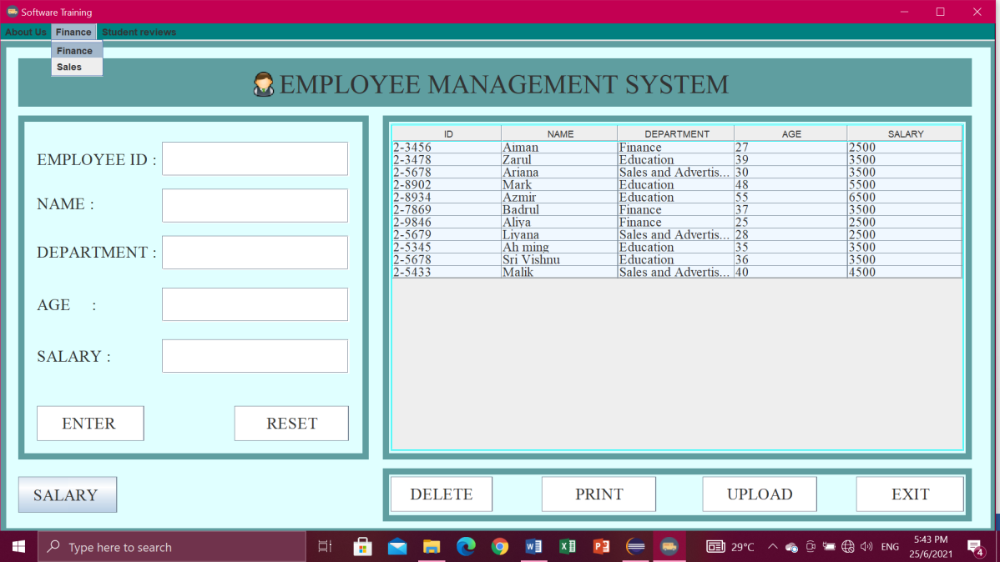 Software Training
About Us Finance Student reviews
Finance
Sales
EMPLOYEE MANAGEMENT SYSTEM
EMPLOYEE ID :
NAME :
DEPARTMENT :
AGE :
SALARY :
ENTER RESET
SALARY
ID NAME DEPARTMENT AGE SALARY
2-3456 Aiman Finance 27 2500
2-3478 Zarul Education 39 3500
2-5678 Ariana Sales and Advertis... 30 3500
2-8902 Mark Education 48 5500
2-8934 Azmir Education 55 6500
2-7869 Badrul Finance 37 3500
2-9846 Aliya Finance 25 2500
2-5679 Liyana Sales and Advertis... 28 2500
2-5345 Ah ming Education 35 3500
2-5678 Sri Vishnu Education 36 3500
2-5433 Malik Sales and Advertis... 40 4500
DELETE PRINT UPLOAD EXIT
Type here to search
29°C
ENG
5:43 PM
25/6/2021
4